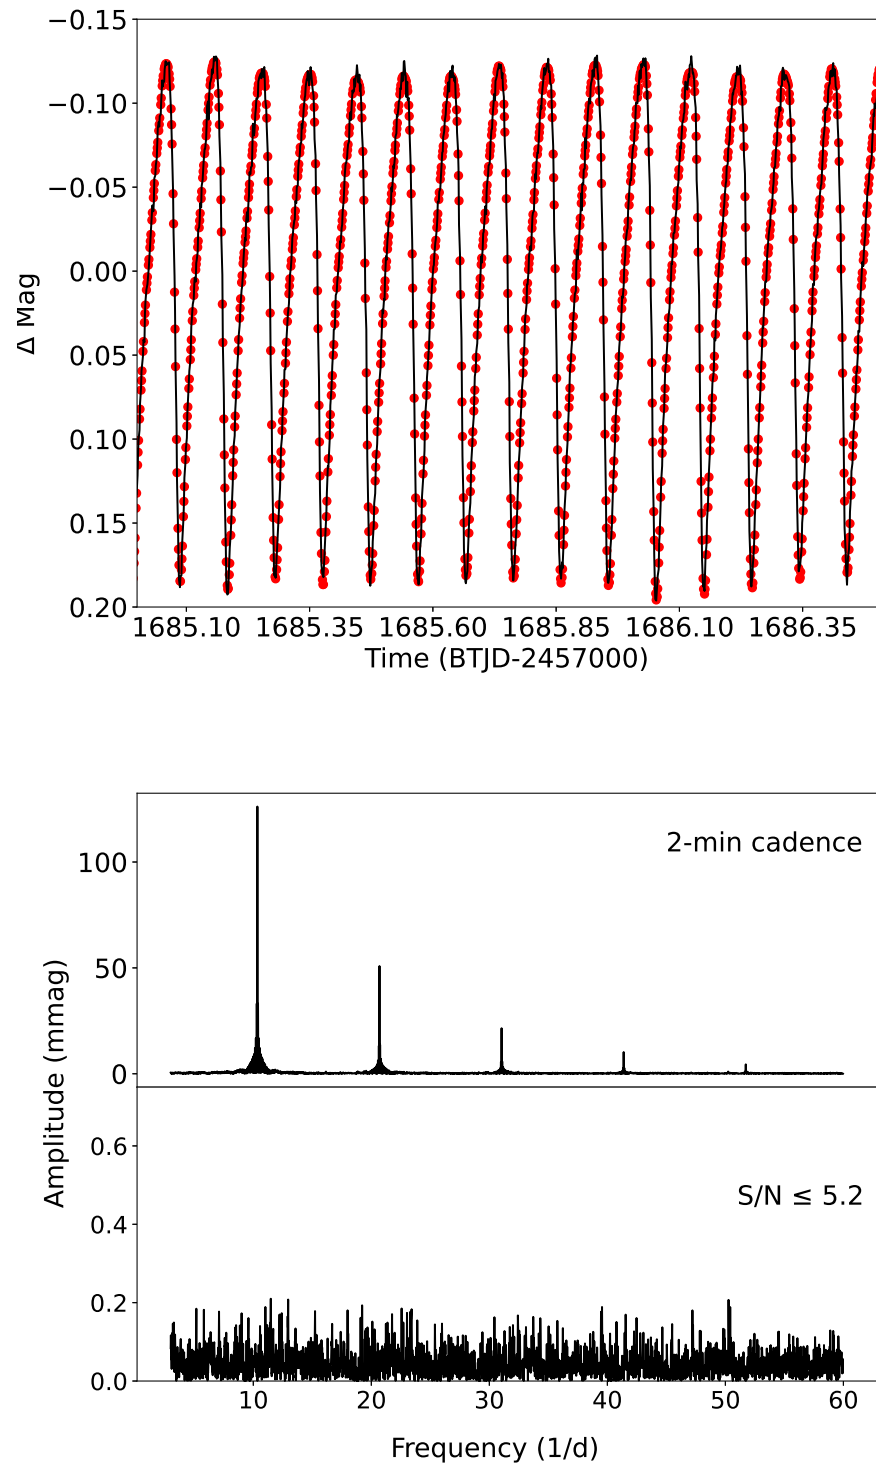 −0.15
−0.10
−0.05
0.00
0.05
0.10
0.15
0.20
Δ Mag
1685.10 1685.35 1685.60 1685.85 1686.10 1686.35
Time (BTJD-2457000)
2-min cadence
100
50
0
Amplitude (mmag)
S/N ≤ 5.2
0.6
0.4
0.2
0.0
10 20 30 40 50 60
Frequency (1/d)